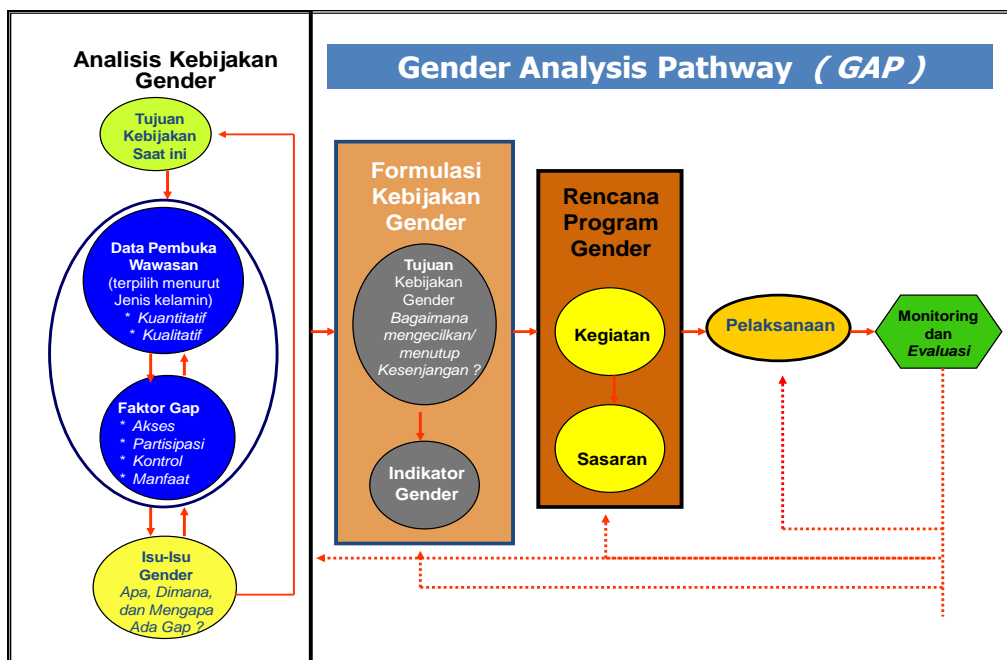 Analisis Kebijakan
Gender
Tujuan
Kebijakan
Saat ini
Data Pembuka
Wawasan
(terpilih menurut
Jenis kelamin)
* Kuantitatif
* Kualitatif
Faktor Gap
* Akses
* Partisipasi
* Kontrol
* Manfaat
Isu-Isu
Gender
Apa, Dimana,
dan Mengapa
Ada Gap ?
Gender Analysis Pathway ( GAP )
Formulasi
Kebijakan
Gender
Tujuan
Kebijakan
Gender
Bagaimana
mengecilkan/
menutup
Kesenjangan ?
Indikator
Gender
Rencana
Program
Gender
Kegiatan
Sasaran
Pelaksanaan
Monitoring
dan
Evaluasi